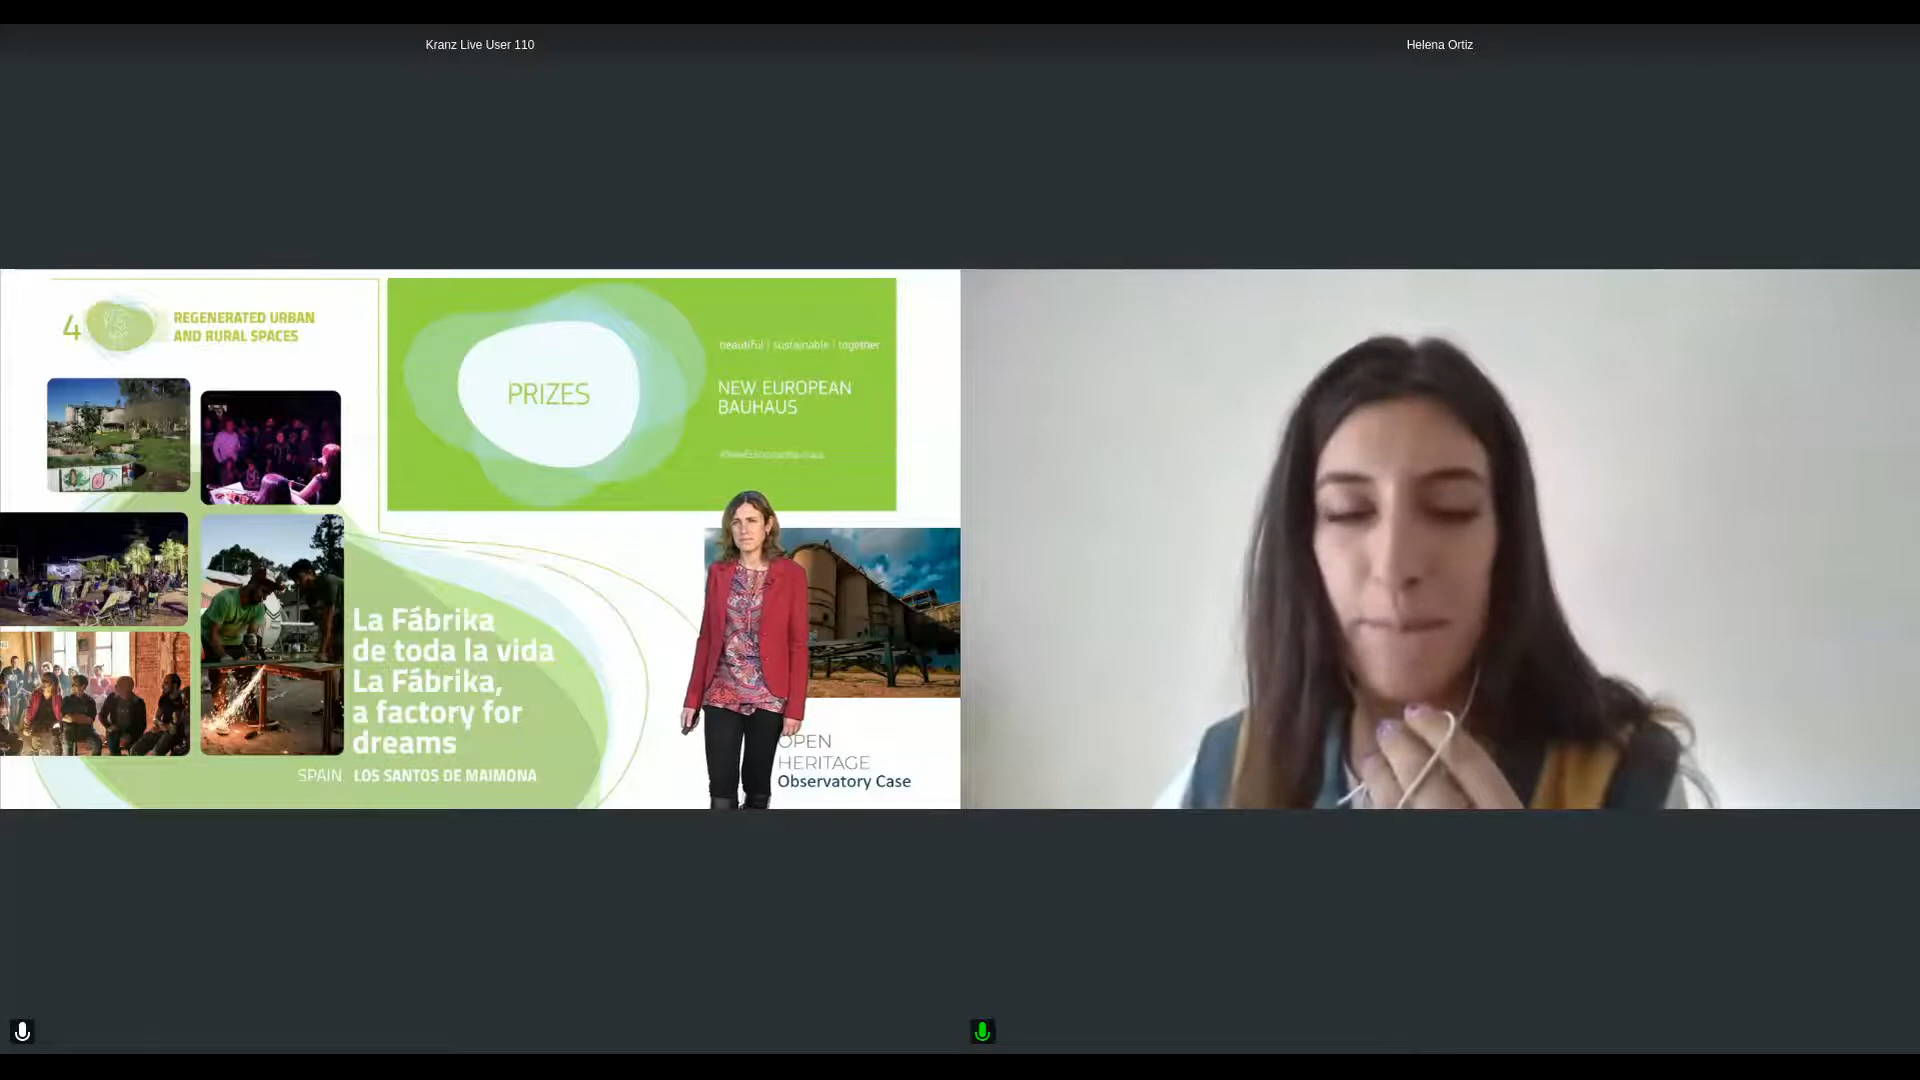 Kranz Live User 110
Helena Ortiz
4
REGENERATED URBAN
AND RURAL SPACES
PRIZES
beautiful | sustainable | together
NEW EUROPEAN
BAUHAUS
La Fábrika
de toda la vida
La Fábrika,
a factory for
dreams
SPAIN LOS SANTOS DE MAIMONA
OPEN
HERITAGE
Observatory Case